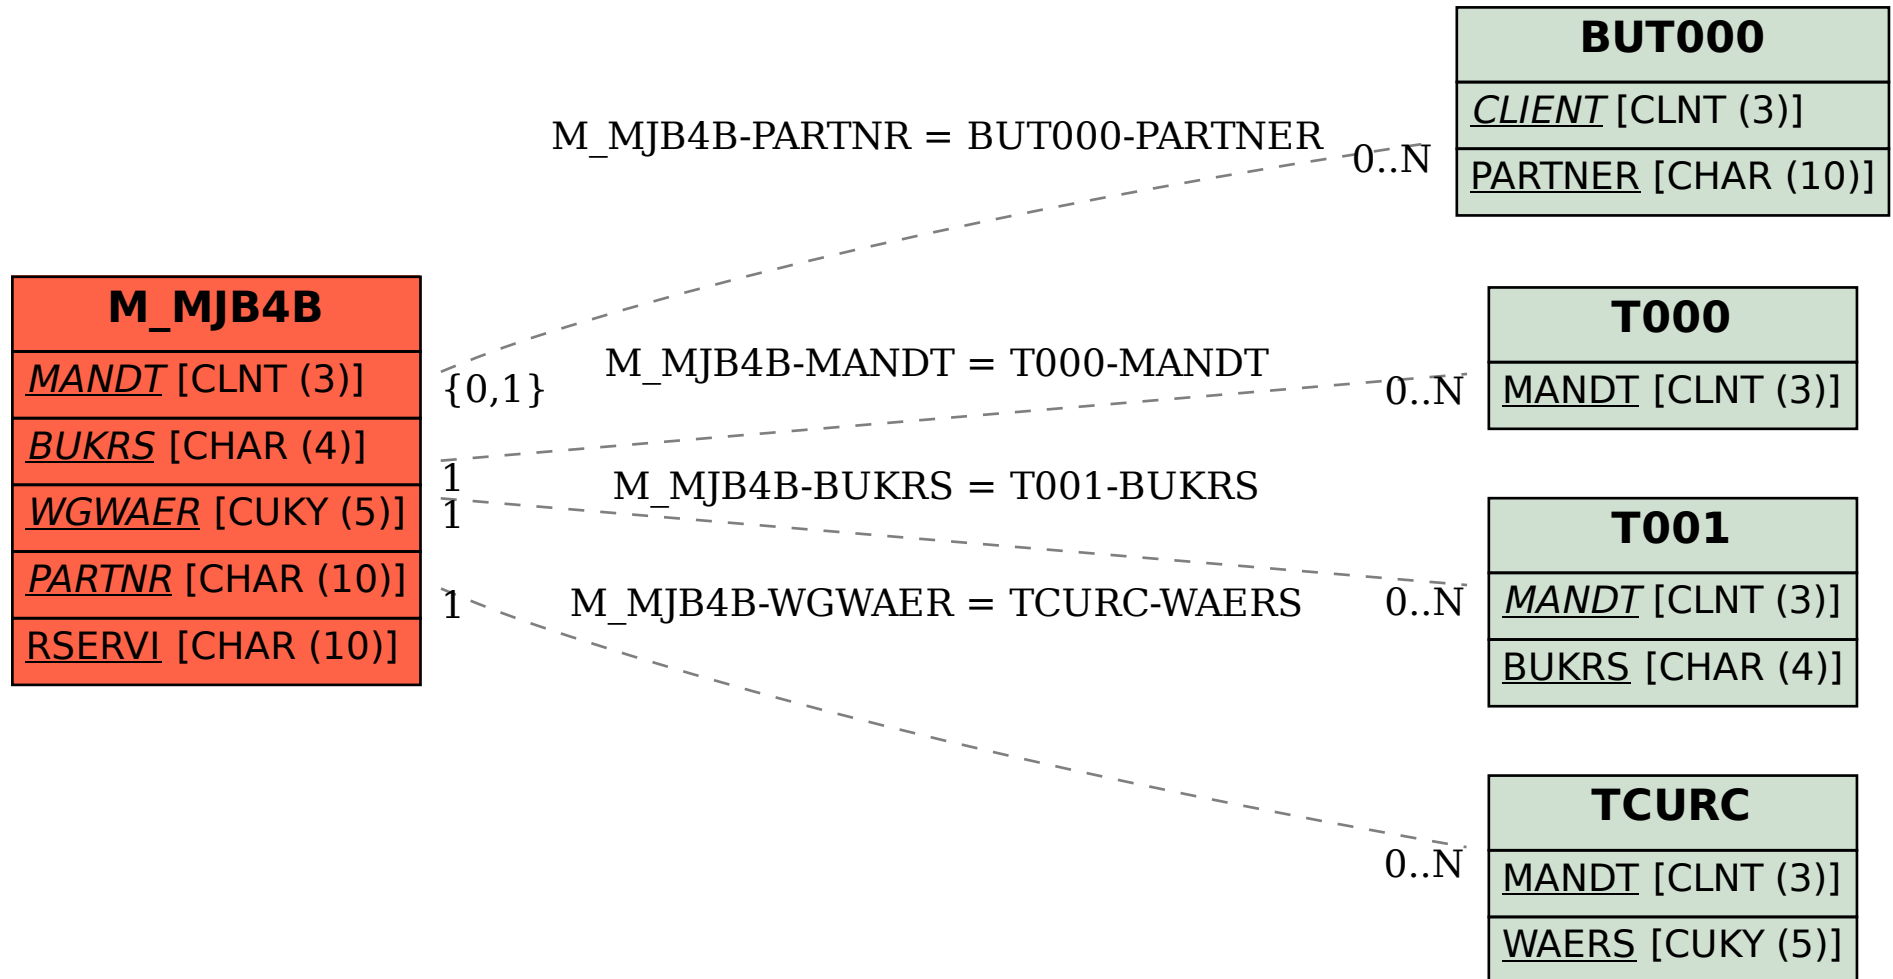 M_MJB4B
MANDT [CLNT (3)]
BUKRS [CHAR (4)]
WGWAER [CUKY (5)]
PARTNR [CHAR (10)]
RSERVI [CHAR (10)]
M_MJB4B-PARTNR = BUT000-PARTNER
0..N
{0,1}
M_MJB4B-MANDT = T000-MANDT
0..N
1
M_MJB4B-BUKRS = T001-BUKRS
1
0..N
M_MJB4B-WGWAER = TCURC-WAERS
1
0..N
BUT000
CLIENT [CLNT (3)]
PARTNER [CHAR (10)]
T000
MANDT [CLNT (3)]
T001
MANDT [CLNT (3)]
BUKRS [CHAR (4)]
TCURC
MANDT [CLNT (3)]
WAERS [CUKY (5)]